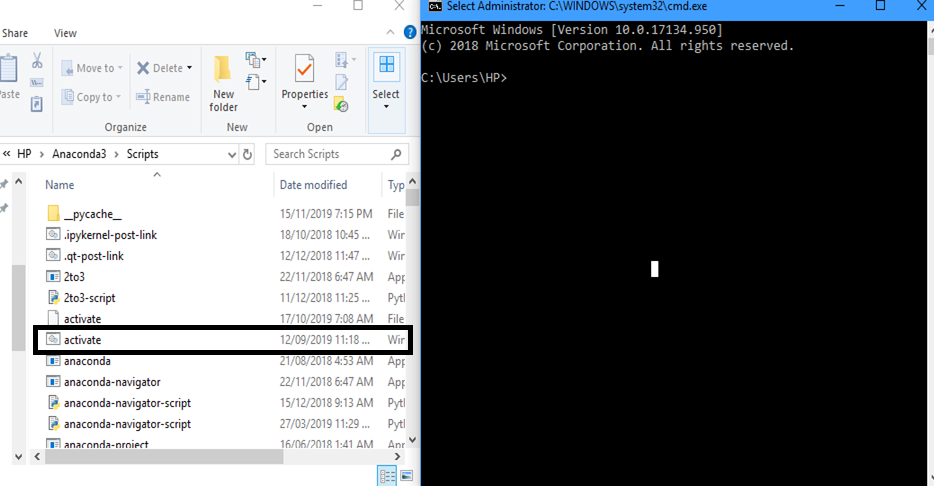 Share View
Move to
Copy to
Delete
Rename
New
folder
Properties
Select
Organize New Open
« HP > Anaconda3 > Scripts
Search Scripts
Name Date modified Typ
__pycache__ 15/11/2019 7:15 PM File
.ipykernel-post-link 18/10/2018 10:45 ... Win
.qt-post-link 12/12/2018 11:47 ... Win
2to3 22/11/2018 6:47 AM App
2to3-script 11/12/2018 11:25 ... Pyth
activate 17/10/2019 7:08 AM File
activate 12/09/2019 11:18 ... Win
anaconda 21/08/2018 4:53 AM App
anaconda-navigator 22/11/2018 6:47 AM App
anaconda-navigator-script 15/12/2018 9:13 AM Pyth
anaconda-navigator-script 27/03/2019 11:29 ... Pyth
anaconda-project 16/06/2018 1:41 AM App
Select Administrator: C:\WINDOWS\system32\cmd.exe
Microsoft Windows [Version 10.0.17134.950]
(c) 2018 Microsoft Corporation. All rights reserved.
C:\Users\HP>